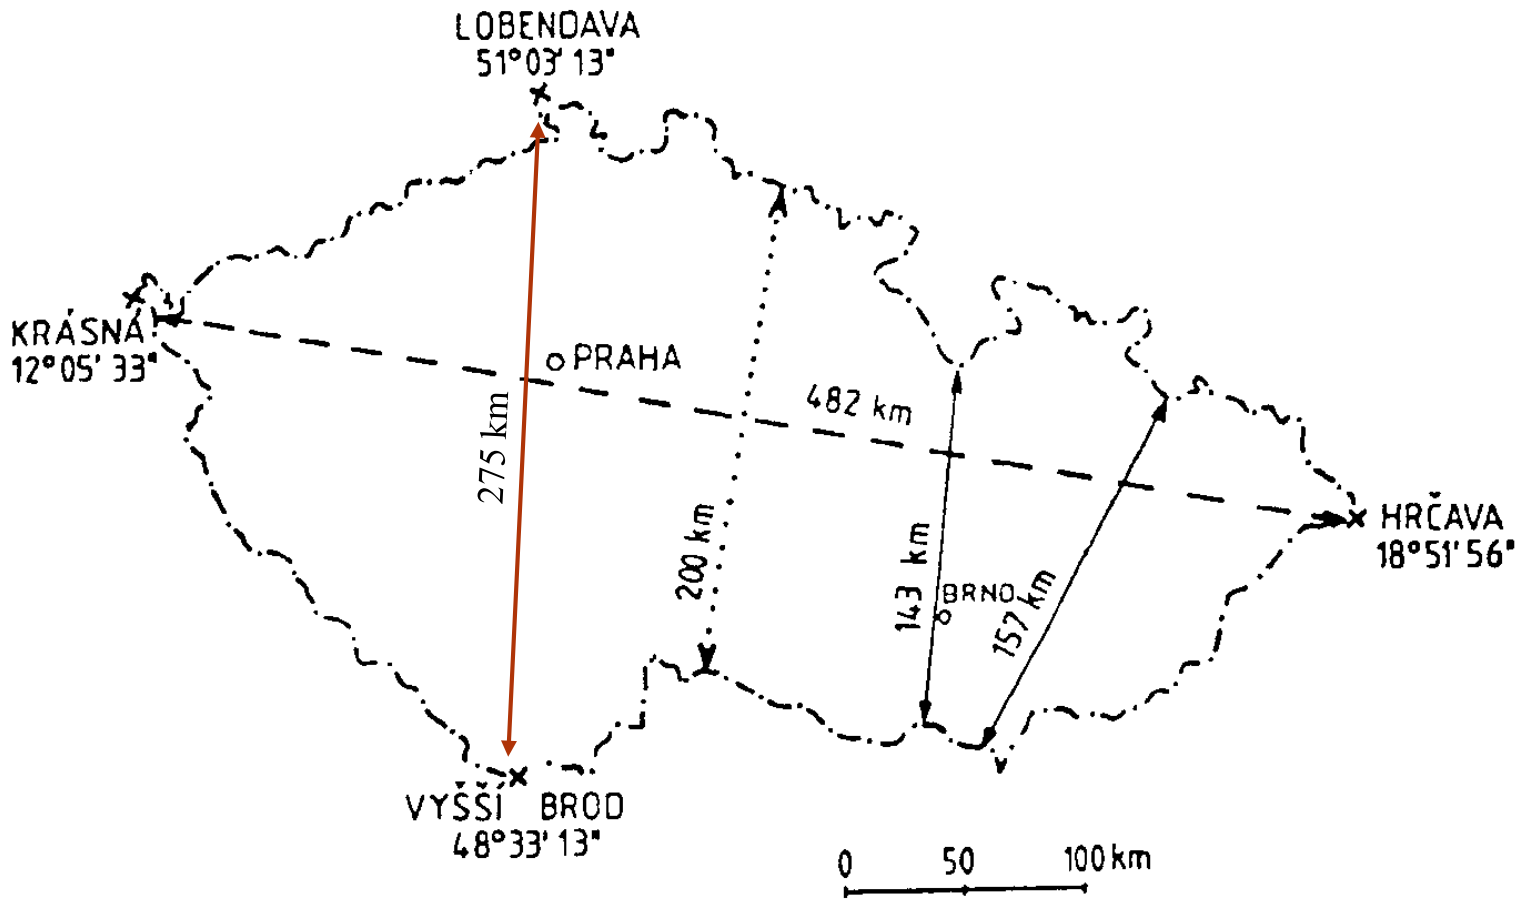 LOBENDAVA
51°03' 13"
KRÁSNÁ
12°05' 33"
PRAHA
482 km
275 km
200 km
143 km
BRNO
157 km
HRČAVA
18°51'56"
VYŠŠÍ BROD
48°33'13"
0 50 100 km